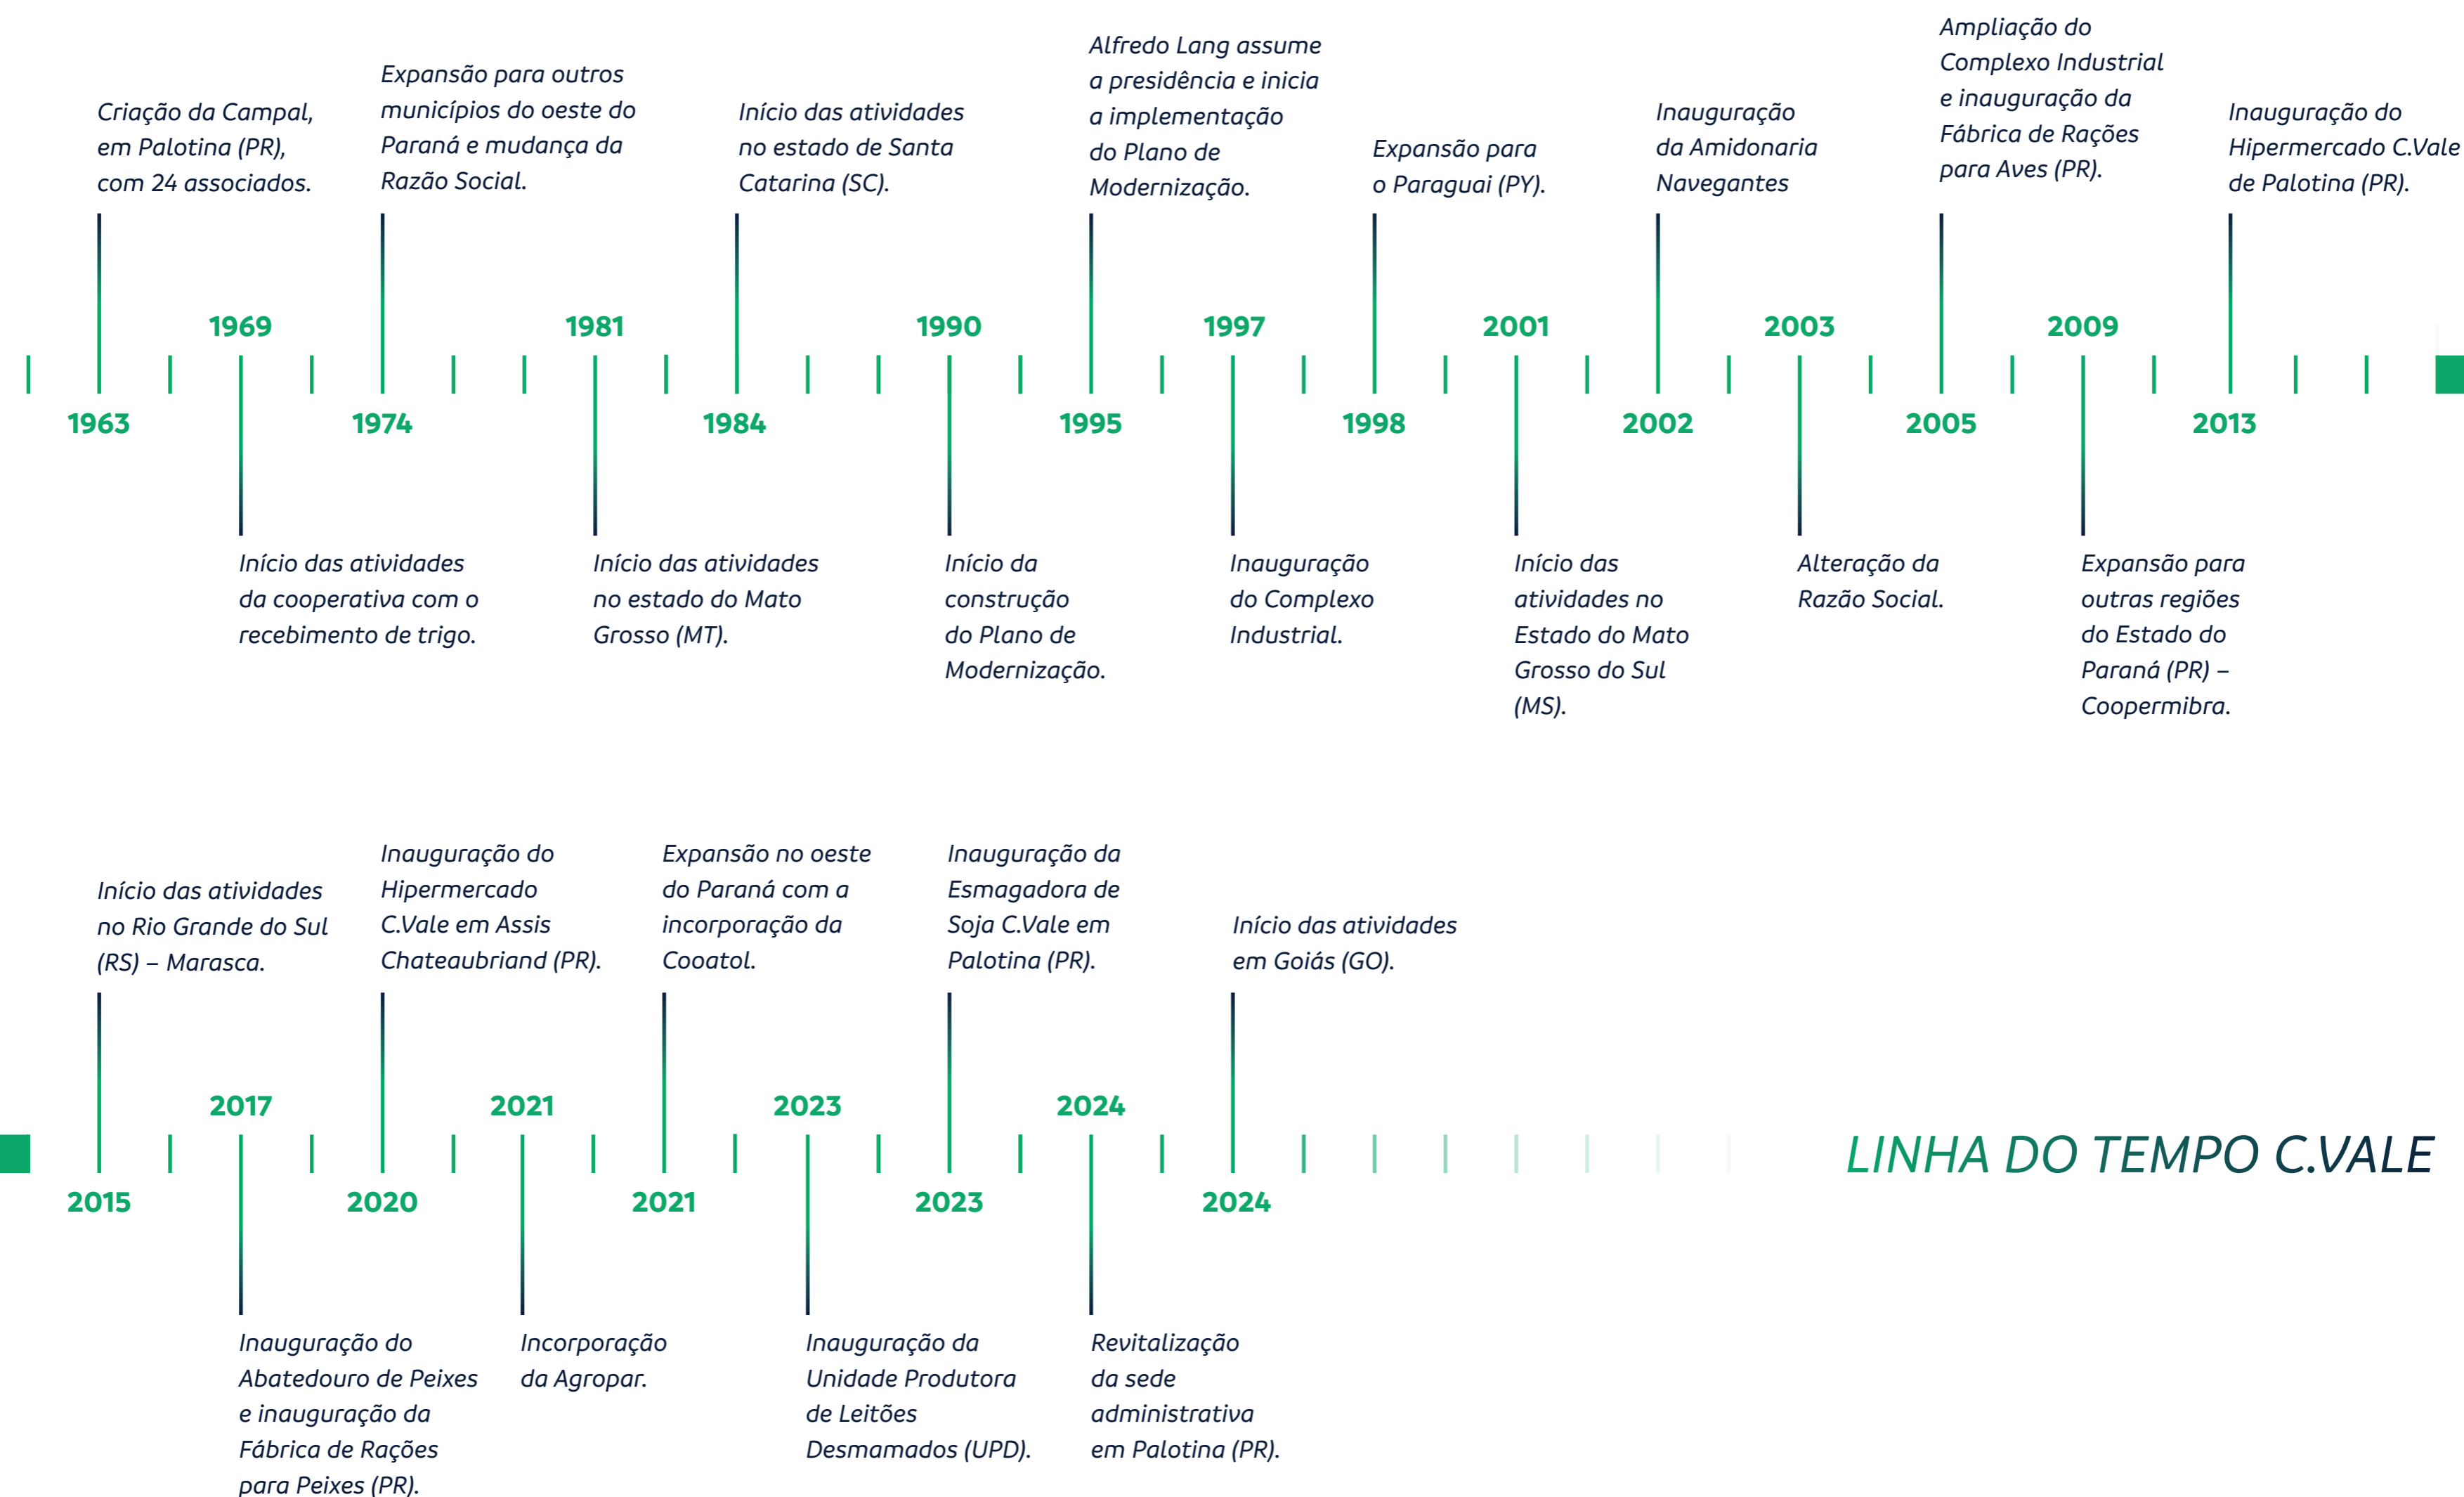 Criação da Campal,
em Palotina (PR),
com 24 associados.
1963
1969
Início das atividades
da cooperativa com o
recebimento de trigo.
Expansão para outros
municípios do oeste do
Paraná e mudança da
Razão Social.
1974
1981
Início das atividades
no estado do Mato
Grosso (MT).
Início das atividades
no estado de Santa
Catarina (SC).
1984
1990
Início da
construção
do Plano de
Modernização.
Alfredo Lang assume
a presidência e inicia
a implementação
do Plano de
Modernização.
1995
1997
Inauguração
do Complexo
Industrial.
Expansão para
o Paraguai (PY).
1998
2001
Início das
atividades no
Estado do Mato
Grosso do Sul
(MS).
Inauguração
da Amidonaria
Navegantes
2002
2003
Alteração da
Razão Social.
Ampliação do
Complexo Industrial
e inauguração da
Fábrica de Rações
para Aves (PR).
2005
2009
Expansão para
outras regiões
do Estado do
Paraná (PR) –
Coopermibra.
Inauguração do
Hipermercado C.Vale
de Palotina (PR).
2013
Início das atividades
no Rio Grande do Sul
(RS) – Marasca.
2015
2017
Inauguração do
Abatedouro de Peixes
e inauguração da
Fábrica de Rações
para Peixes (PR).
Inauguração do
Hipermercado
C.Vale em Assis
Chateaubriand (PR).
2020
2021
Incorporação
da Agropar.
Expansão no oeste
do Paraná com a
incorporação da
Cooatol.
2021
2023
Inauguração da
Unidade Produtora
de Leitões
Desmamados (UPD).
Inauguração da
Esmagadora de
Soja C.Vale em
Palotina (PR).
2023
2024
Revitalização
da sede
administrativa
em Palotina (PR).
Início das atividades
em Goiás (GO).
2024
LINHA DO TEMPO C.VALE